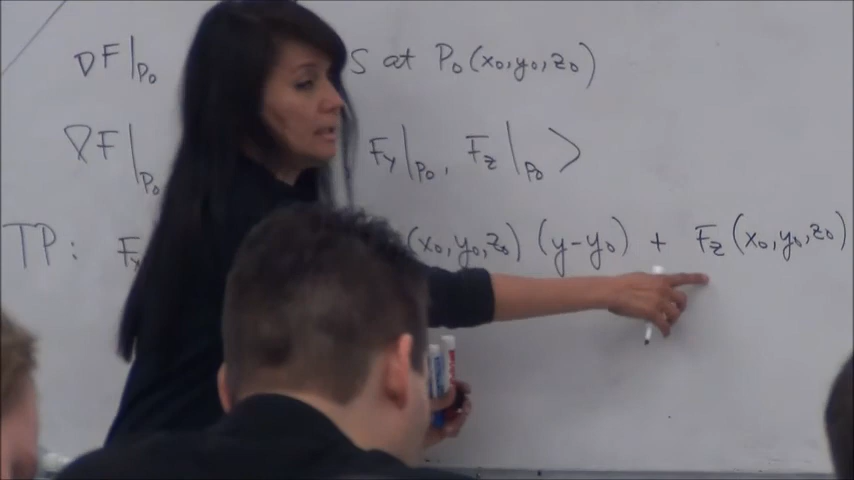 ∇F|P₀ S at P₀(x₀,y₀,z₀)
∇F|P₀ Fy|P₀, Fz|P₀ >
TP: Fx (x₀,y₀,z₀) (y-y₀) + Fz(x₀,y₀,z₀)